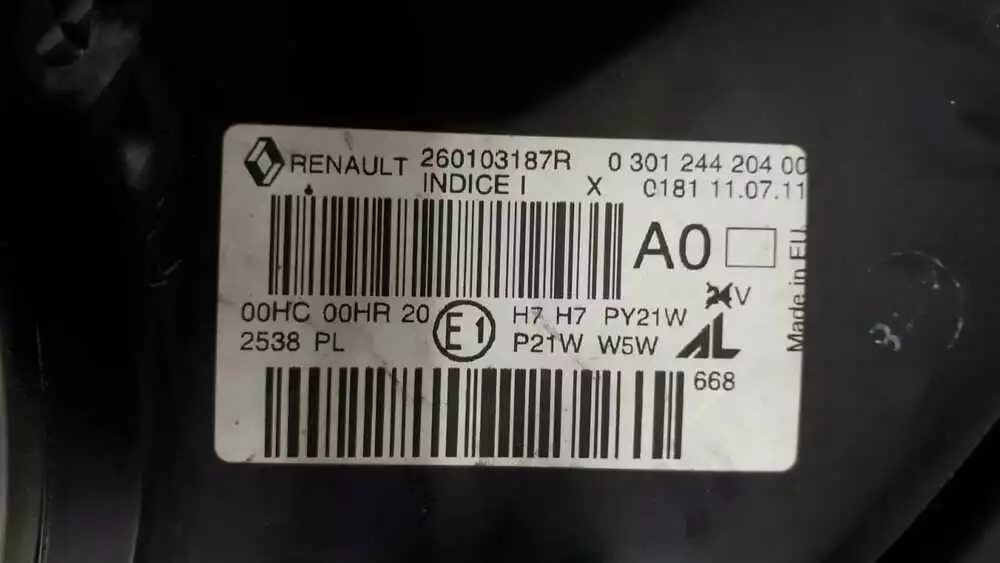 RENAULT 260103187R 0 301 244 204 00
INDICE I X 0181 11.07.11
A0
Made in EU
V
00HC 00HR 20 E1 H7 H7 PY21W
2538 PL P21W W5W AL
668